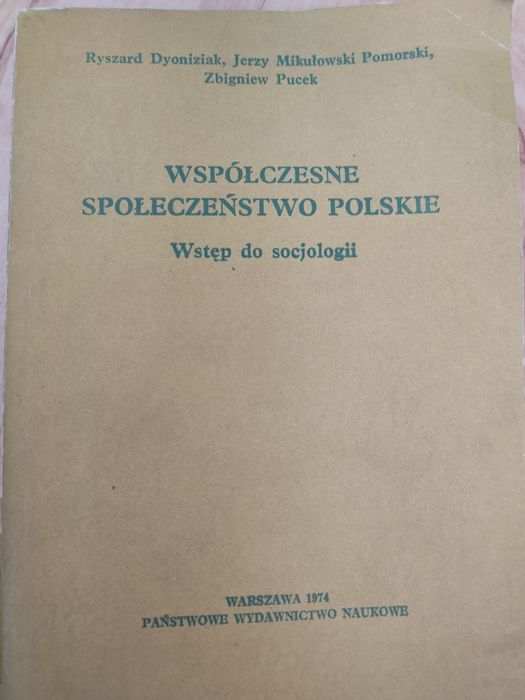 Ryszard Dyoniziak, Jerzy Mikułowski Pomorski,
Zbigniew Pucek
WSPÓŁCZESNE
SPOŁECZEŃSTWO POLSKIE
Wstęp do socjologii
WARSZAWA 1974
PAŃSTWOWE WYDAWNICTWO NAUKOWE